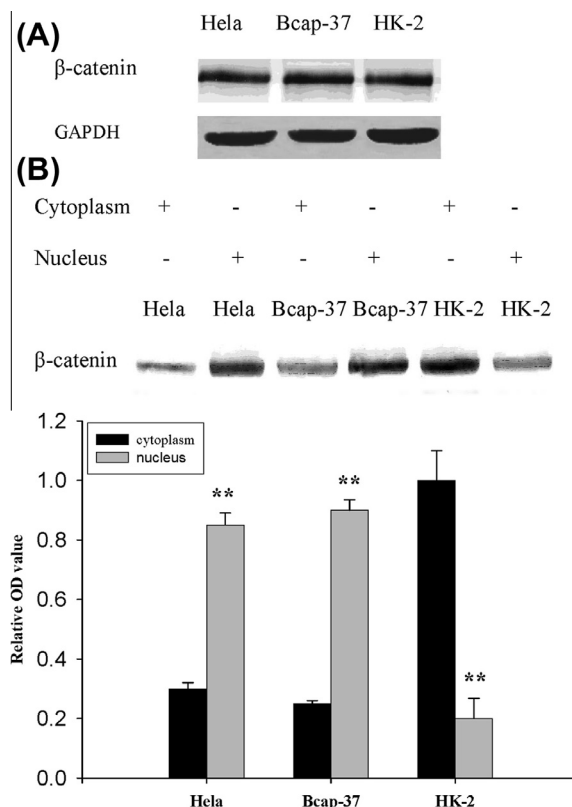 (A)
Hela Bcap-37 HK-2
β-catenin
GAPDH
(B)
Cytoplasm + - + - + -
Nucleus - + - + - +
Hela Hela Bcap-37 Bcap-37 HK-2 HK-2
β-catenin
1.2
1.0
0.8
0.6
0.4
0.2
0.0
Relative OD value
cytoplasm
nucleus
** ** **
Hela Bcap-37 HK-2